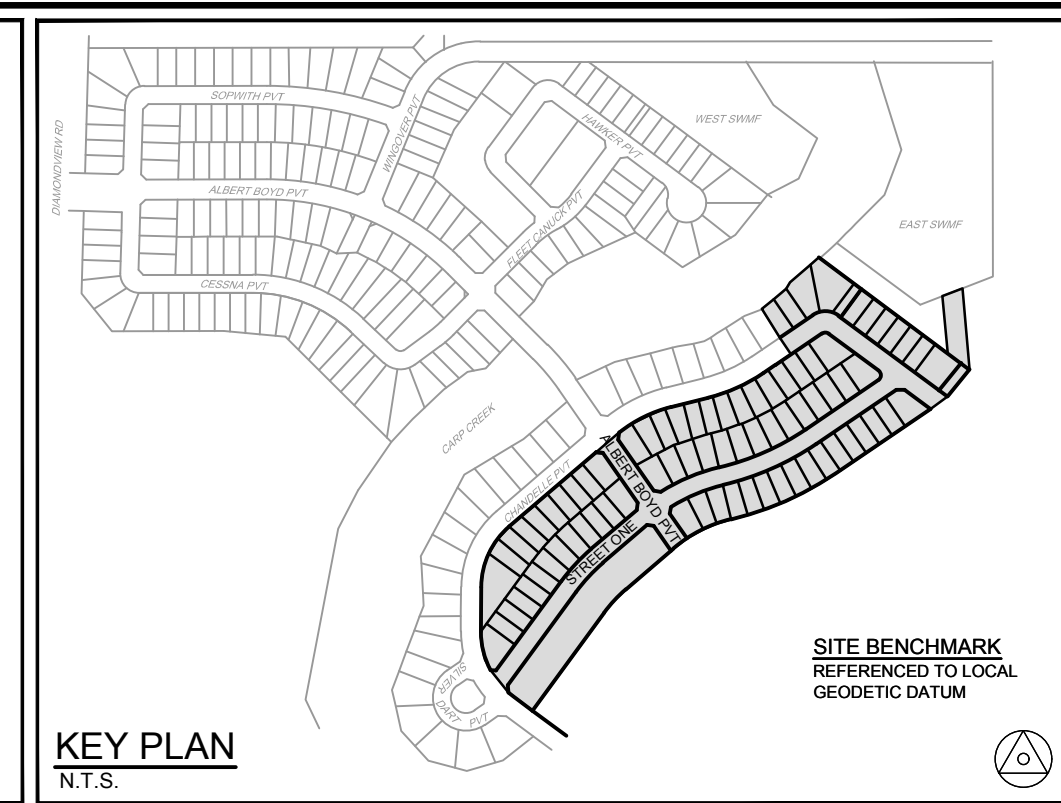 SOPWITH PVT
DIAMONDVIEW RD
WINGOVER PVT
HAWKER PVT
WEST SWMF
ALBERT BOYD PVT
FLEET CANUCK PVT
EAST SWMF
CESSNA PVT
CARP CREEK
CHANDELLE PVT
ALBERT BOYD PVT
STREET ONE
SILVER
DART PVT
SITE BENCHMARK
REFERENCED TO LOCAL
GEODETIC DATUM
KEY PLAN
N.T.S.